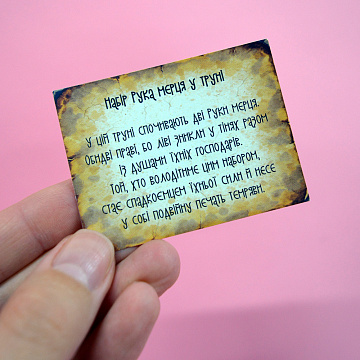 Набір рука мерця у труні
У цій труні спочивають дві руки мерця.
Обидві праві, бо ліві зникли у тінях разом
із душами їхніх господарів.
Той, хто володітиме цим набором,
стає спадкоємцем їхньої сили й несе
у собі подвійну печать темряви.